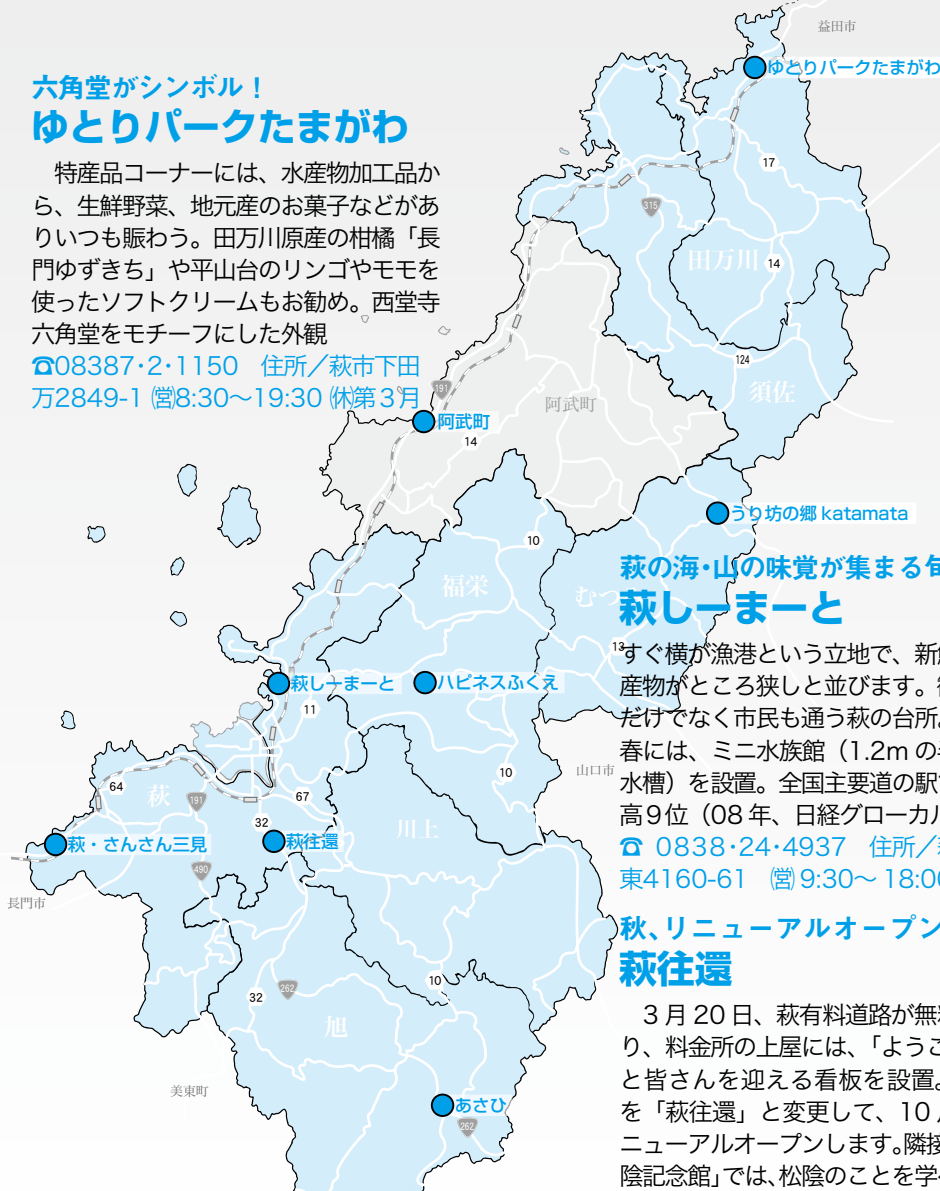 六角堂がシンボル！
ゆとりパークたまがわ
特産品コーナーには、水産物加工品か
ら、生鮮野菜、地元産のお菓子などがあ
りいつも賑わう。田万川原産の柑橘「長
門ゆずきち」や平山台のリンゴやモモを
使ったソフトクリームもお勧め。西堂寺
六角堂をモチーフにした外観
☎08387・2・1150　住所／萩市下田
万2849-1 ㈺8:30〜19:30 ㉁第３月
益田市
ゆとりパークたまがわ
17
315
田万川
14
124
須佐
191
阿武町
阿武町
14
うり坊の郷 katamata
10
福栄
むつ
13
萩しーまーと
ハピネスふくえ
11
10
山口市
64
萩
191
67
32
川上
萩・さんさん三見
萩往還
490
長門市
10
32
262
旭
美東町
あさひ
262
萩の海・山の味覚が集まる旬
萩しーまーと
すぐ横が漁港という立地で、新
産物がところ狭しと並びます。
だけでなく市民も通う萩の台所
春には、ミニ水族館（1.2m の
水槽）を設置。全国主要道の駅
高９位（08 年、日経グローカル
☎ 0838・24・4937　住所／
東4160-61　㈺ 9:30〜 18:00
秋、リニューアルオープン
萩往還
３月 20 日、萩有料道路が無
り、料金所の上屋には、「ようこ
と皆さんを迎える看板を設置。
を「萩往還」と変更して、10
ニューアルオープンします。隣接
陰記念館」では、松陰のことを学